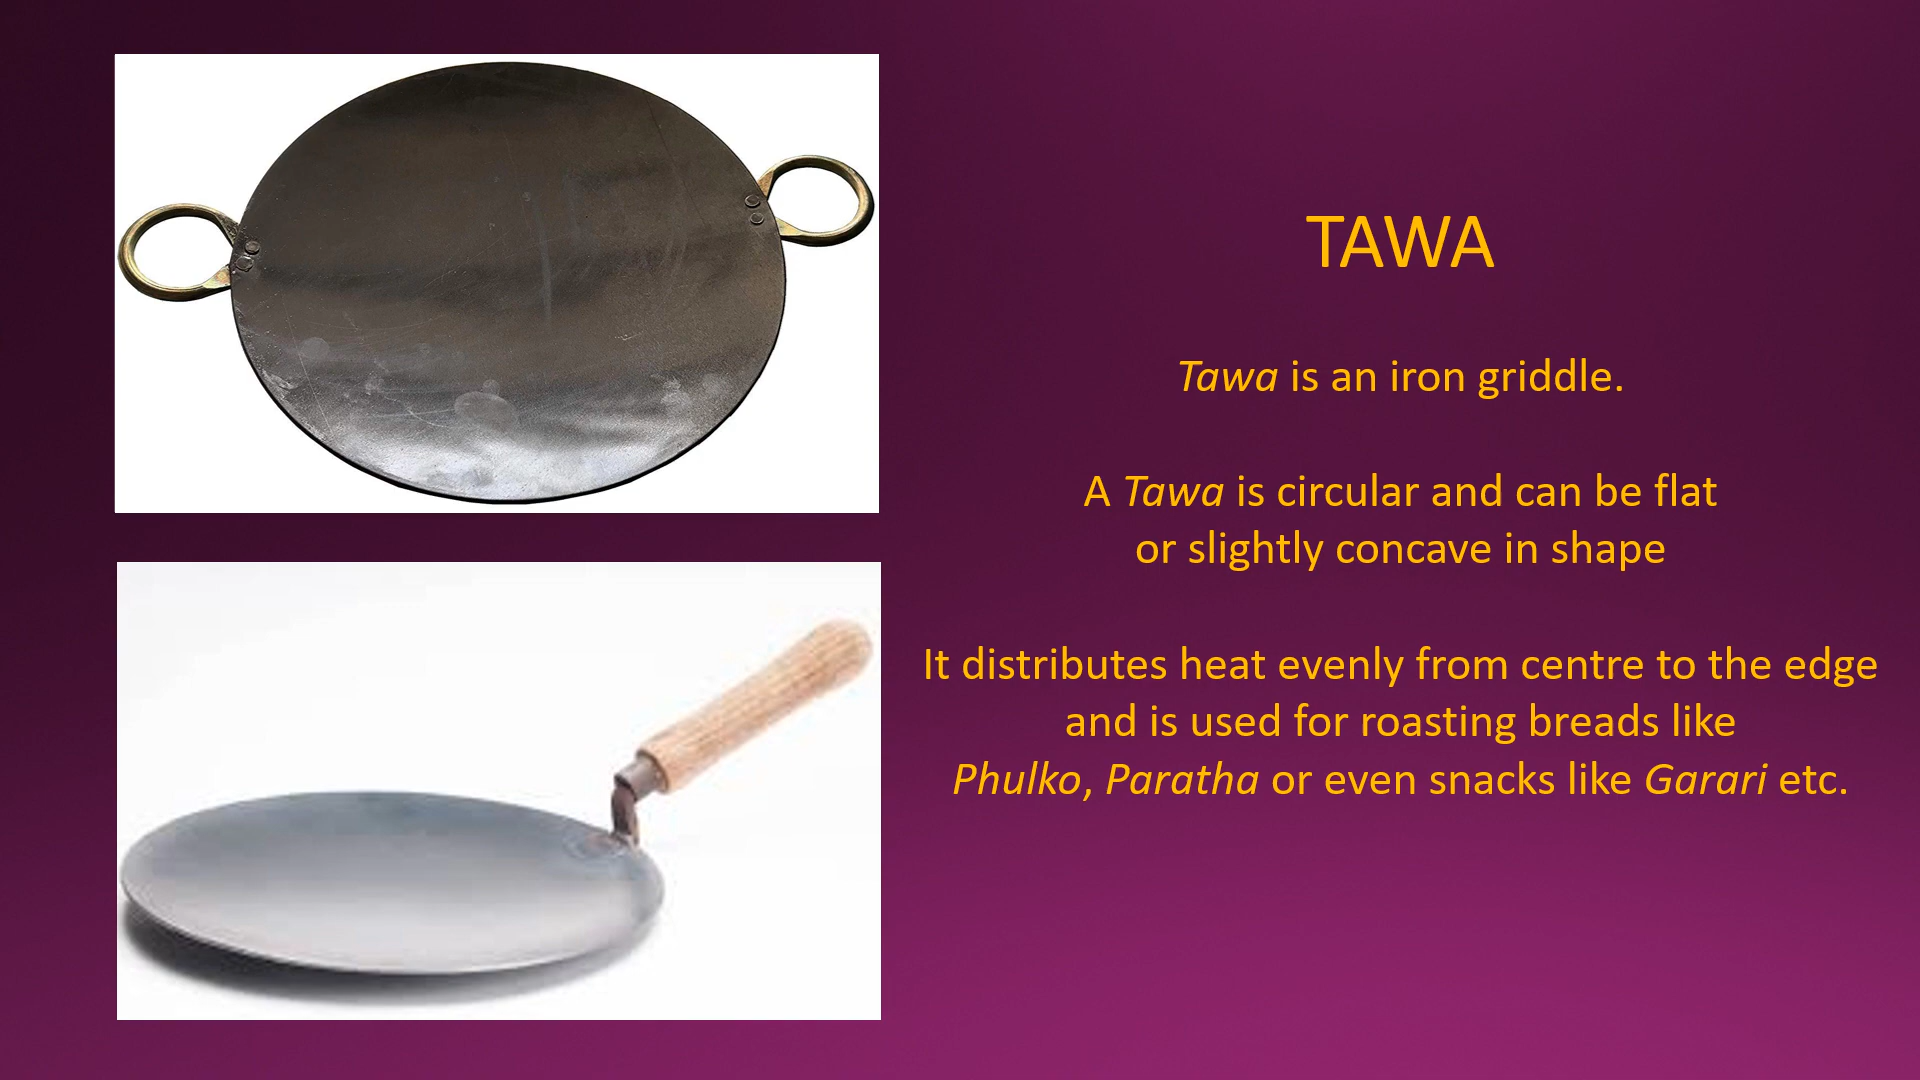 TAWA
Tawa is an iron griddle.
A Tawa is circular and can be flat
or slightly concave in shape
It distributes heat evenly from centre to the edge
and is used for roasting breads like
Phulko, Paratha or even snacks like Garari etc.